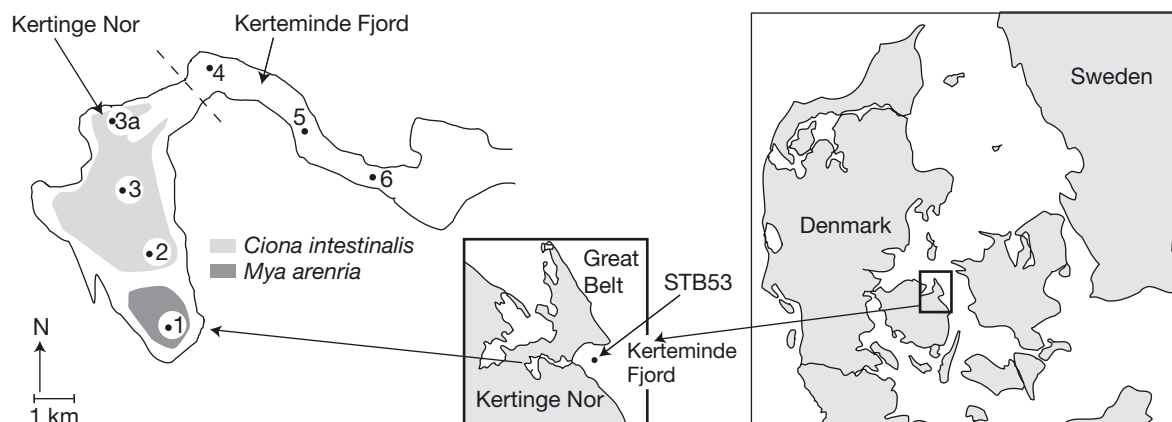 Kertinge Nor
Kerteminde Fjord
4
3a
5
3
6
2
Ciona intestinalis
Mya arenria
1
N
1 km
Great
Belt
STB53
Kerteminde
Fjord
Kertinge Nor
Sweden
Denmark